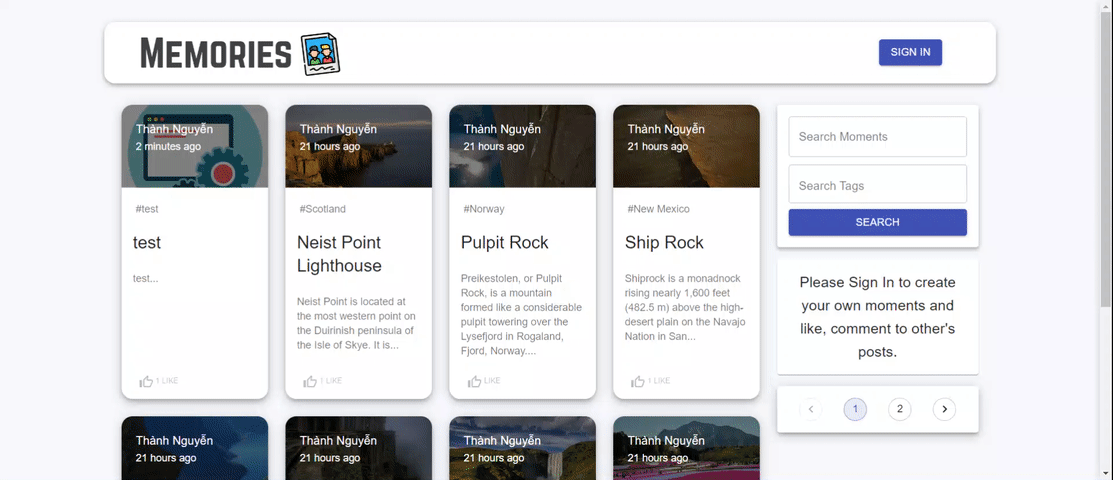 MEMORIES
SIGN IN
Thành Nguyễn
2 minutes ago
#test
test
test...
1 LIKE
Thành Nguyễn
21 hours ago
#Scotland
Neist Point
Lighthouse
Neist Point is located at
the most western point on
the Duirinish peninsula of
the Isle of Skye. It is...
1 LIKE
Thành Nguyễn
21 hours ago
#Norway
Pulpit Rock
Preikestolen, or Pulpit
Rock, is a mountain
formed like a considerable
pulpit towering over the
Lysefjord in Rogaland,
Fjord, Norway....
LIKE
Thành Nguyễn
21 hours ago
#New Mexico
Ship Rock
Shiprock is a monadnock
rising nearly 1,600 feet
(482.5 m) above the high-
desert plain on the Navajo
Nation in San...
1 LIKE
Thành Nguyễn
21 hours ago
Thành Nguyễn
21 hours ago
Thành Nguyễn
21 hours ago
Thành Nguyễn
21 hours ago
Search Moments
Search Tags
SEARCH
Please Sign In to create
your own moments and
like, comment to other's
posts.
1
2